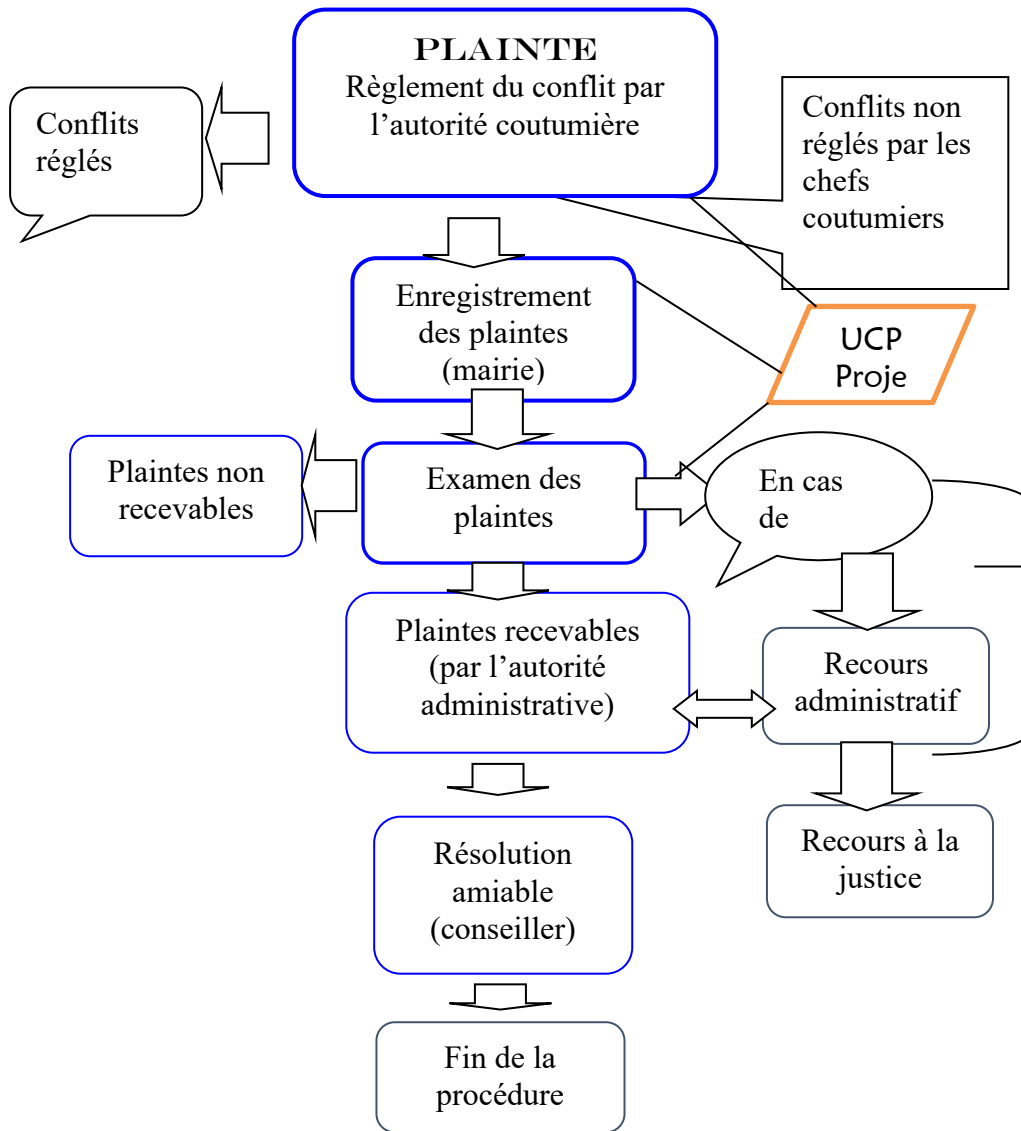 PLAINTE
Règlement du conflit par
l’autorité coutumière
Conflits
réglés
Conflits non
réglés par les
chefs
coutumiers
Enregistrement
des plaintes
(mairie)
UCP
Proje
Plaintes non
recevables
Examen des
plaintes
En cas
de
Plaintes recevables
(par l’autorité
administrative)
Recours
administratif
Résolution
amiable
(conseiller)
Recours à la
justice
Fin de la
procédure